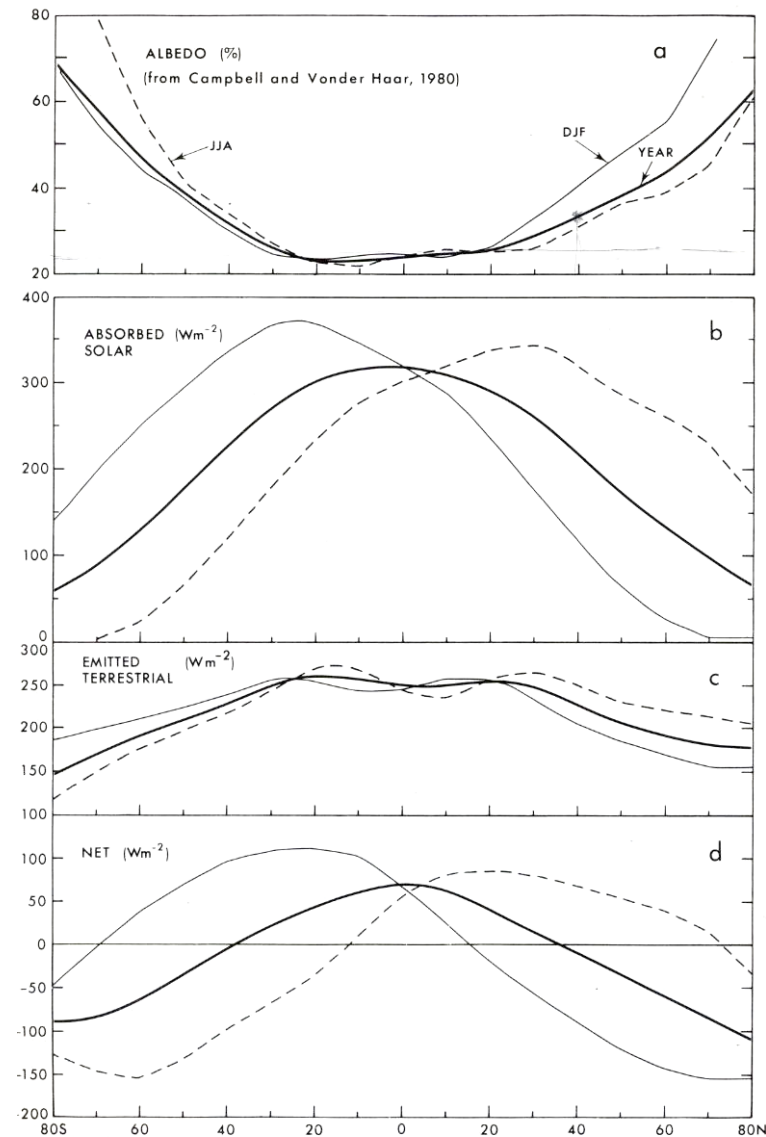 80
60
40
20
ALBEDO (%)
(from Campbell and Vonder Haar, 1980)
a
JJA
DJF
YEAR
400
300
200
100
0
ABSORBED (Wm-2)
SOLAR
b
300
250
200
150
100
EMITTED (Wm-2)
TERRESTRIAL
c
100
50
0
-50
-100
-150
-200
NET (Wm-2)
d
80S 60 40 20 0 20 40 60 80N